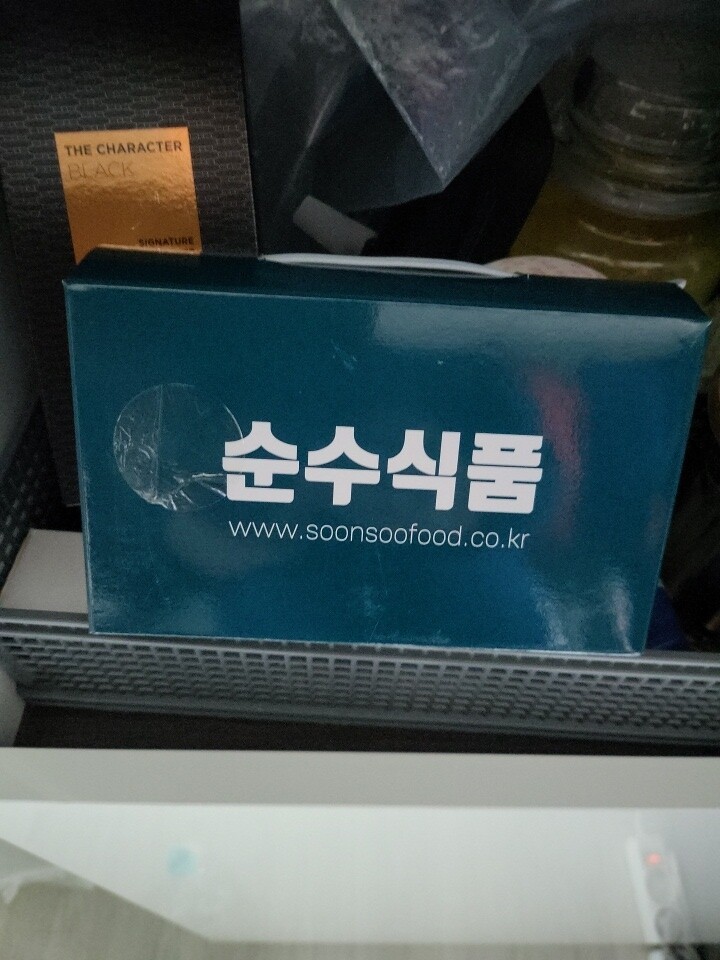 THE CHARACTER
BLACK
SIGNATURE
순수식품
www.soonsoofood.co.kr